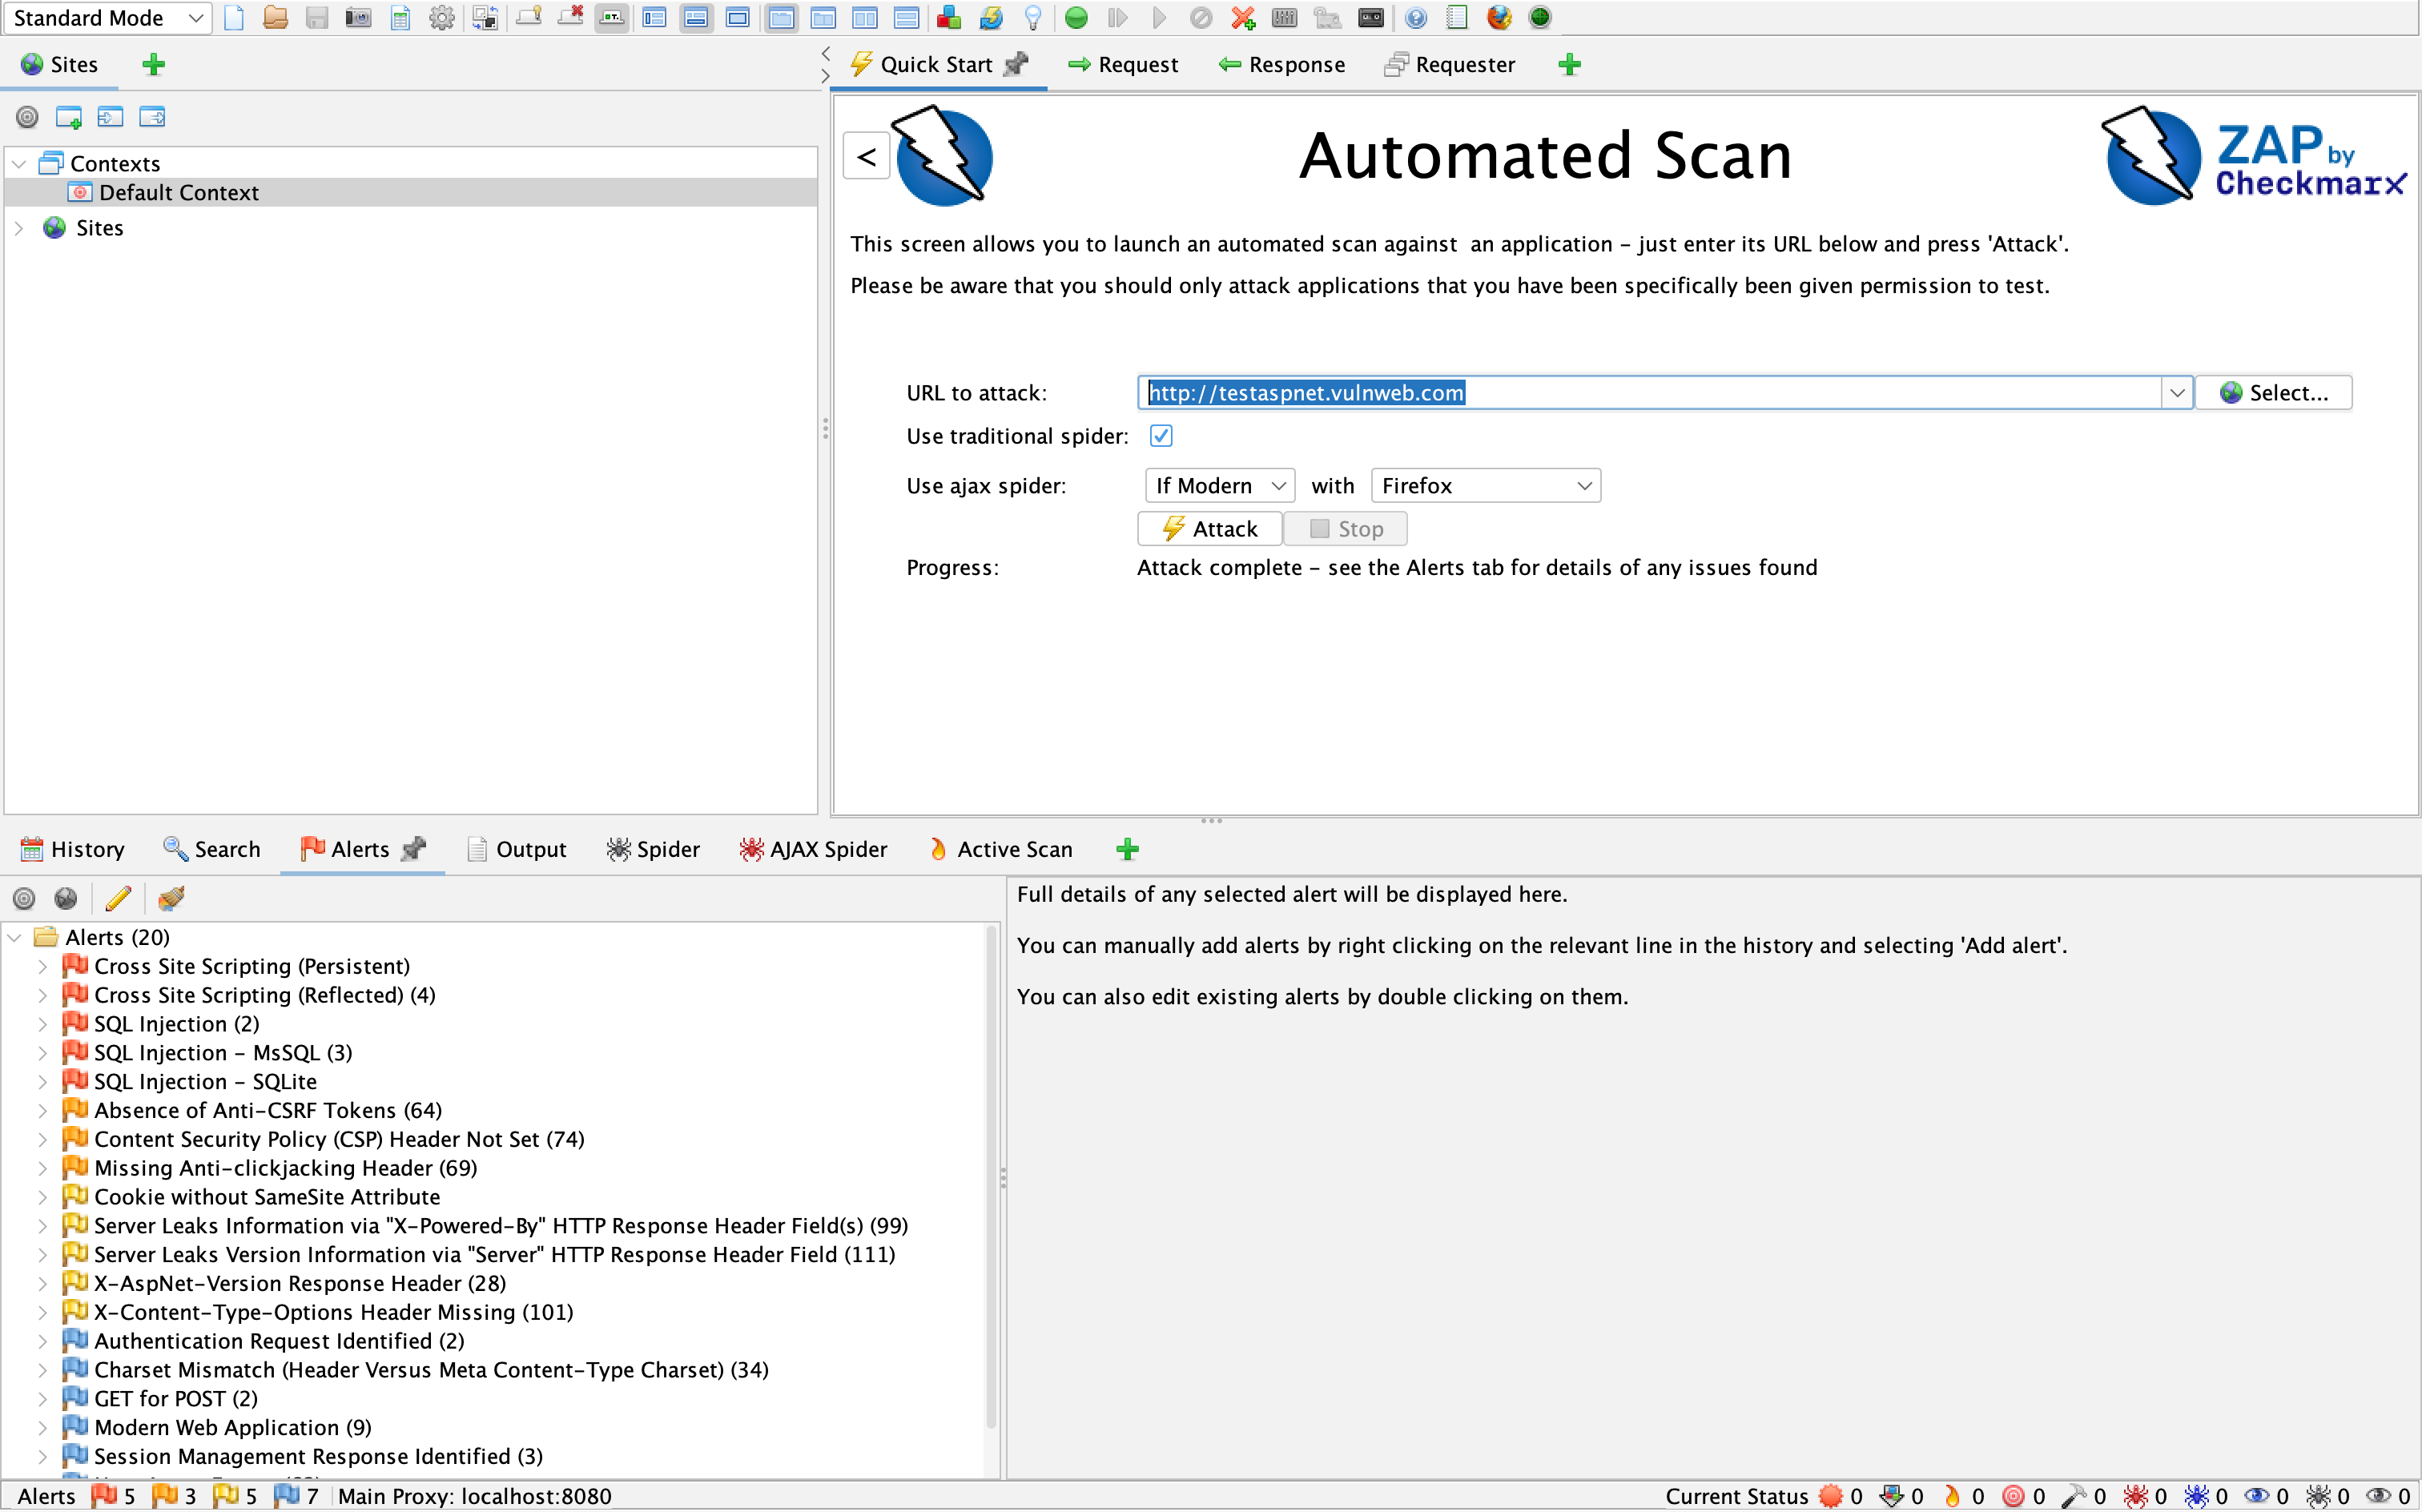 Standard Mode
Sites
Quick Start
Request
Response
Requester
Contexts
Default Context
Sites
<
Automated Scan
ZAP by
Checkmarx
This screen allows you to launch an automated scan against  an application – just enter its URL below and press 'Attack'.
Please be aware that you should only attack applications that you have been specifically been given permission to test.
URL to attack:
http://testaspnet.vulnweb.com
Select...
Use traditional spider:
Use ajax spider:
If Modern
with
Firefox
Attack
Stop
Progress:
Attack complete – see the Alerts tab for details of any issues found
History
Search
Alerts
Output
Spider
AJAX Spider
Active Scan
Alerts (20)
Cross Site Scripting (Persistent)
Cross Site Scripting (Reflected) (4)
SQL Injection (2)
SQL Injection – MsSQL (3)
SQL Injection – SQLite
Absence of Anti–CSRF Tokens (64)
Content Security Policy (CSP) Header Not Set (74)
Missing Anti–clickjacking Header (69)
Cookie without SameSite Attribute
Server Leaks Information via "X–Powered–By" HTTP Response Header Field(s) (99)
Server Leaks Version Information via "Server" HTTP Response Header Field (111)
X–AspNet–Version Response Header (28)
X–Content–Type–Options Header Missing (101)
Authentication Request Identified (2)
Charset Mismatch (Header Versus Meta Content–Type Charset) (34)
GET for POST (2)
Modern Web Application (9)
Session Management Response Identified (3)
Full details of any selected alert will be displayed here.
You can manually add alerts by right clicking on the relevant line in the history and selecting 'Add alert'.
You can also edit existing alerts by double clicking on them.
Alerts 5 3 5 7 Main Proxy: localhost:8080
Current Status 0 0 0 0 0 0 0 0 0 0